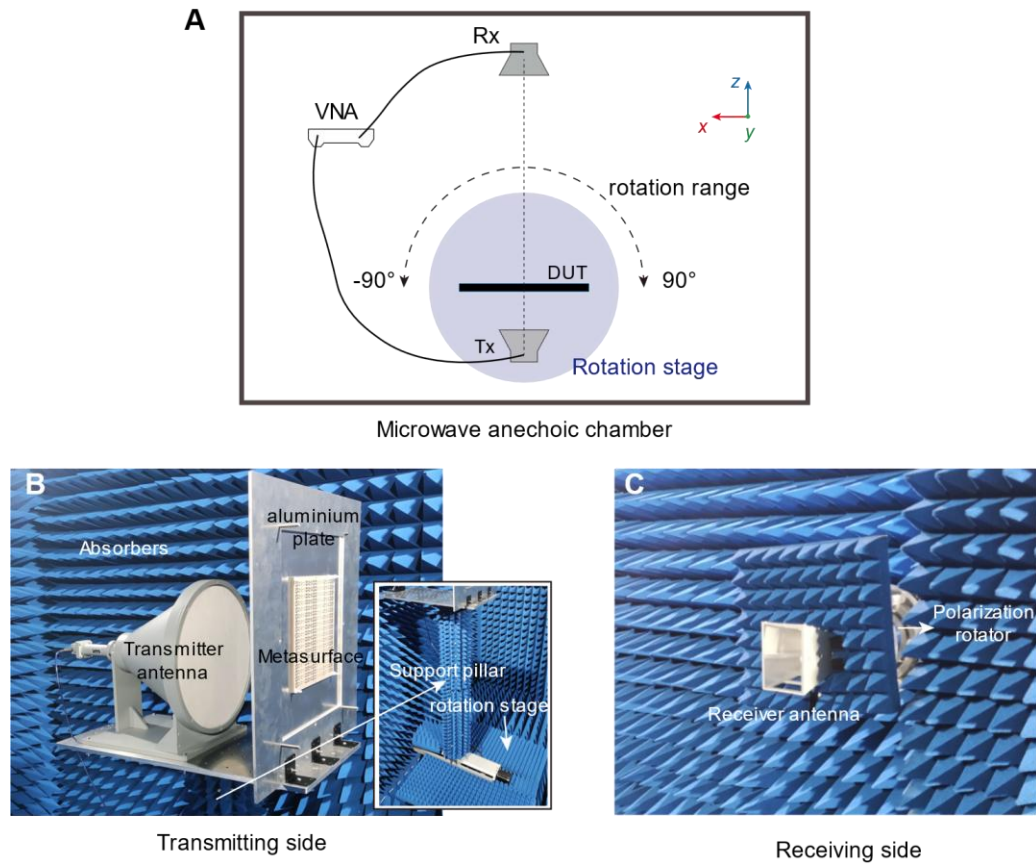 A
Rx
VNA
z
x
y
rotation range
DUT
-90°
90°
Tx
Rotation stage
Microwave anechoic chamber
B
aluminium
plate
Absorbers
Transmitter
antenna
Metasurface
Support pillar
rotation stage
Transmitting side
C
Polarization
rotator
Receiver antenna
Receiving side